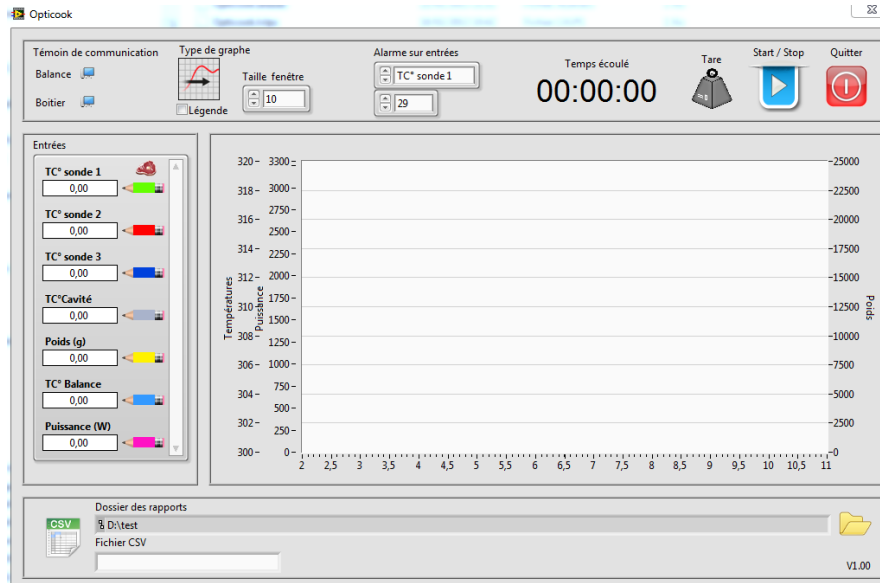 Opticook
Témoin de communication
Balance
Boitier
Type de graphe
Légende
Taille fenêtre
10
Alarme sur entrées
TC° sonde 1
29
Temps écoulé
00:00:00
Tare
Start / Stop
Quitter
Entrées
TC° sonde 1
0,00
TC° sonde 2
0,00
TC° sonde 3
0,00
TC°Cavité
0,00
Poids (g)
0,00
TC° Balance
0,00
Puissance (W)
0,00
Températures
320
318
316
314
312
310
308
306
304
302
300
Puissance
3300
3000
2750
2500
2250
2000
1750
1500
1250
1000
750
500
250
0
25000
22500
20000
17500
15000
12500
10000
7500
5000
2500
0
Poids
2 2,5 3 3,5 4 4,5 5 5,5 6 6,5 7 7,5 8 8,5 9 9,5 10 10,5 11
Dossier des rapports
CSV
D:\test
Fichier CSV
V1.00